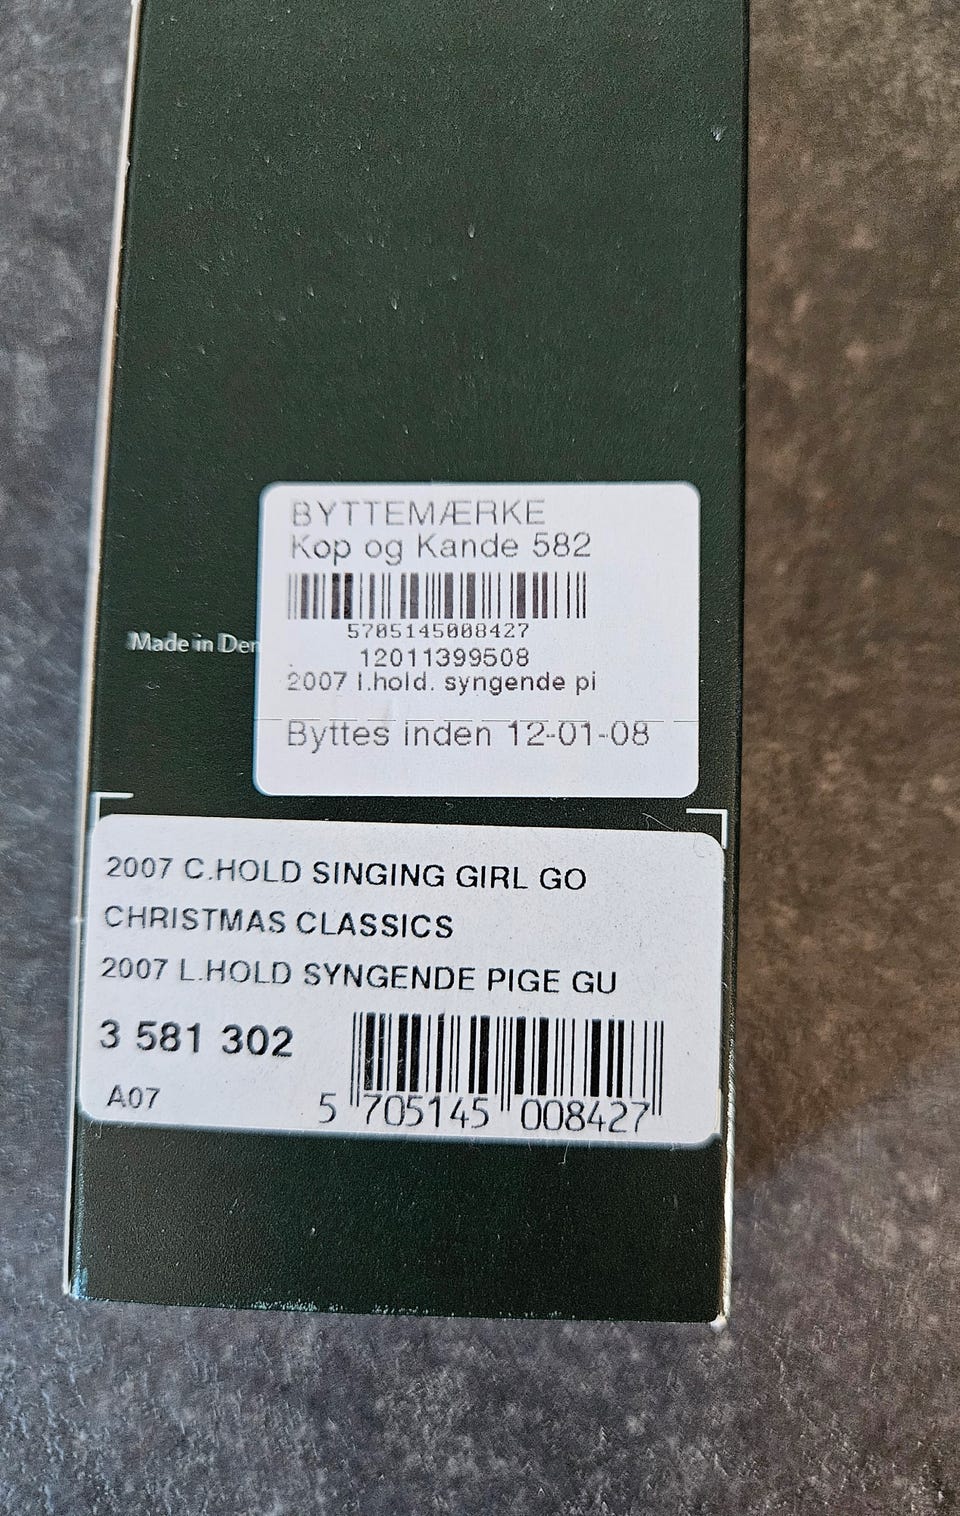 BYTTEMÆRKE
Kop og Kande 582
5705145008427
12011399508
2007 l.hold. syngende pi
Made in Den
Byttes inden 12-01-08
2007 C.HOLD SINGING GIRL GO
CHRISTMAS CLASSICS
2007 L.HOLD SYNGENDE PIGE GU
3 581 302
A07
5 705145 008427